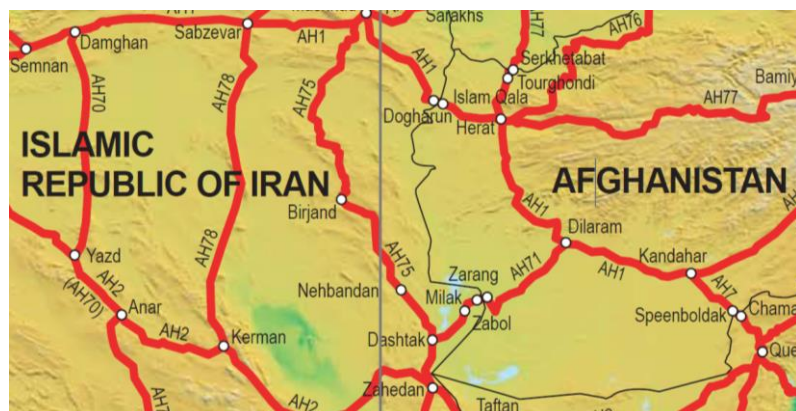 Sarakhs
AH77
AH76
Damghan
Sabzevar
AH1
Semnan
Serkhetabat
Tourghondi
AH70
AH78
AH75
AH1
Islam Qala
Dogharun
Herat
AH77
Bamiy
ISLAMIC
REPUBLIC OF IRAN
AFGHANISTAN
Birjand
AH1
Dilaram
Yazd
AH78
AH75
AH71
AH1
Kandahar
AH2
(AH70)
Nehbandan
Zarang
Milak
Zabol
AH7
Anar
Speenboldak
Chama
AH2
Kerman
Dashtak
Que
Zahedan
AH2
Taftan